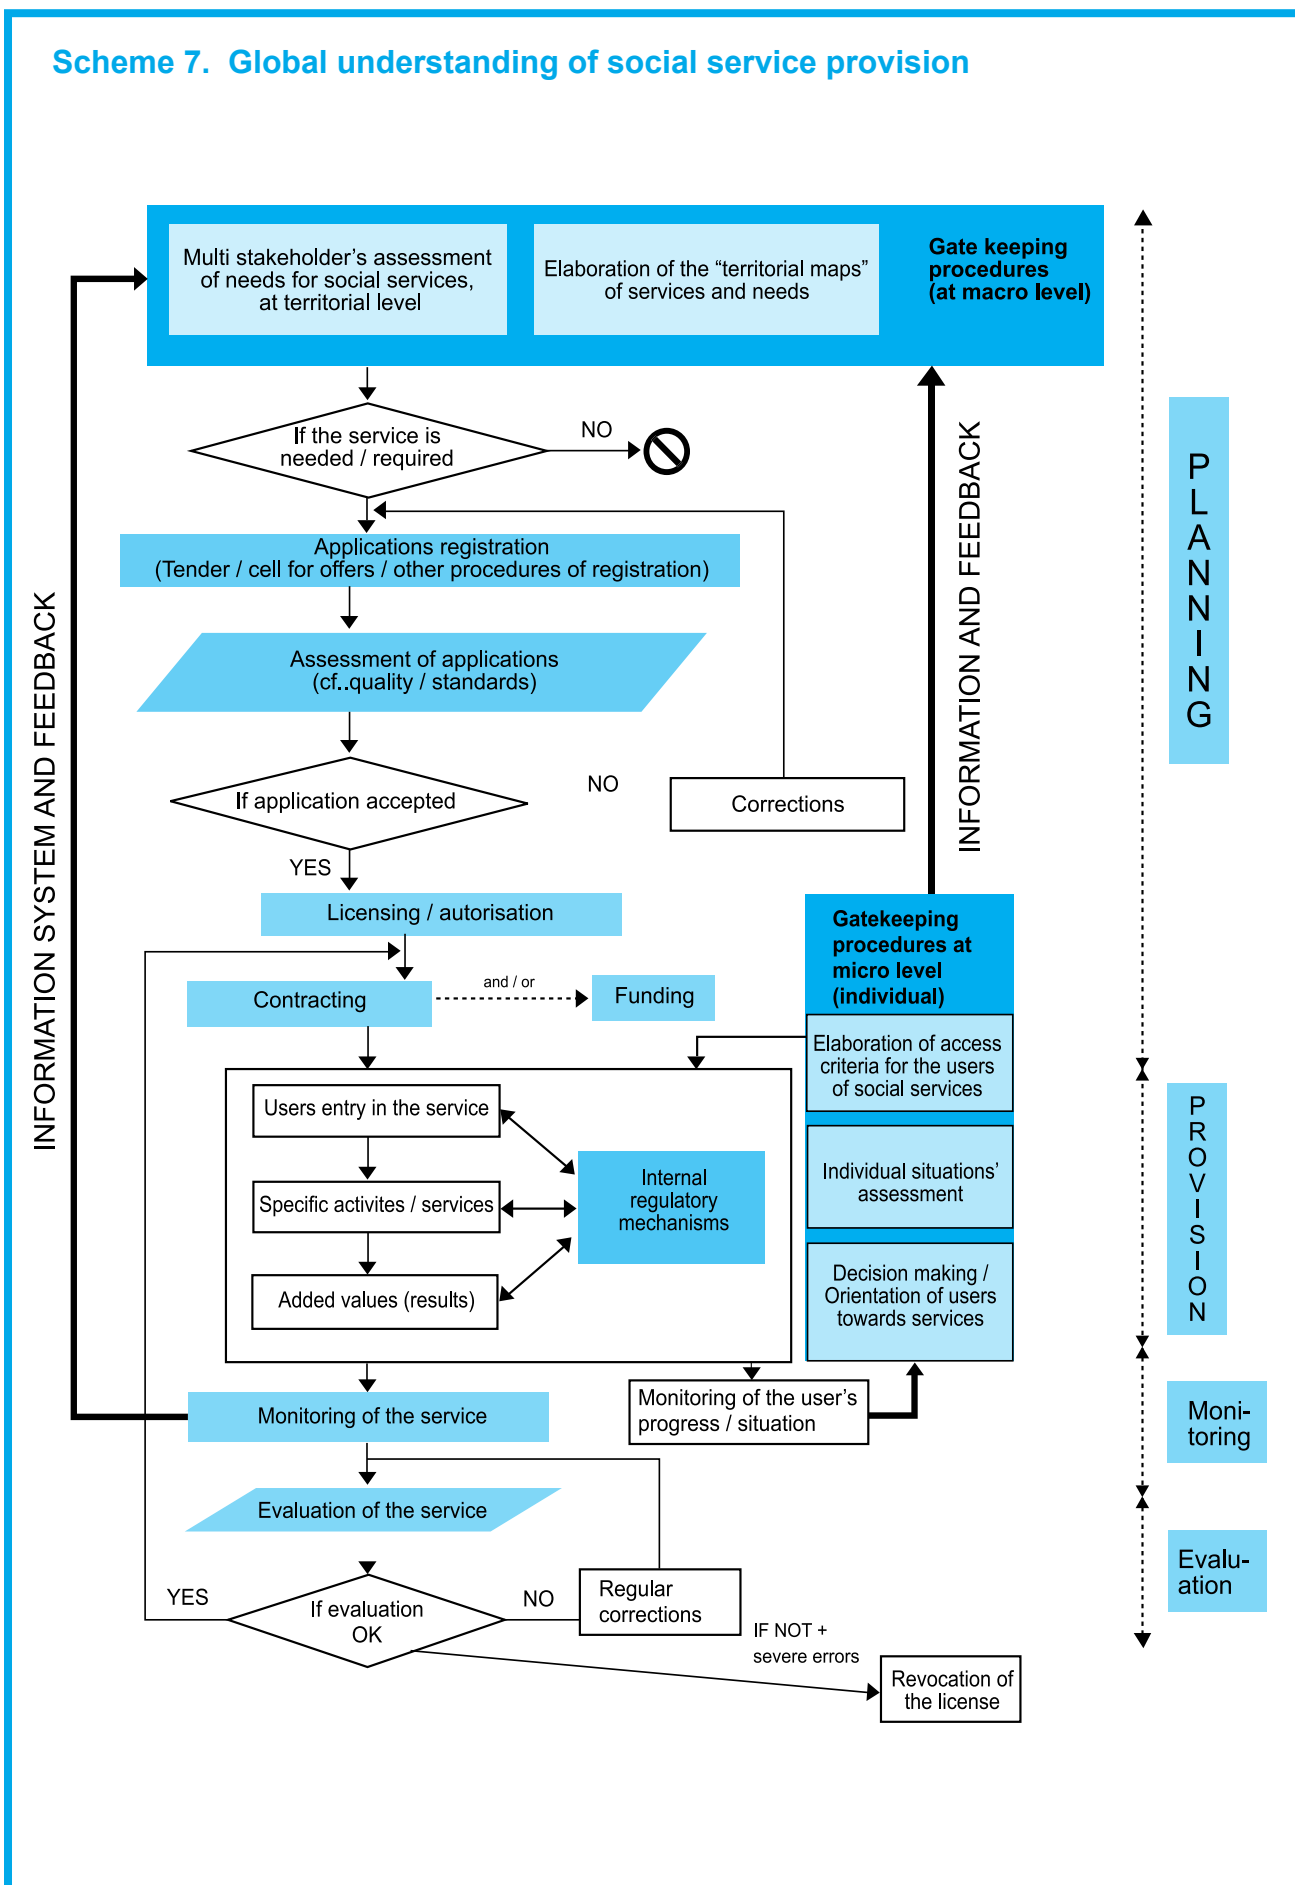 Scheme 7.  Global understanding of social service provision
Multi stakeholder’s assessment
of needs for social services,
at territorial level
Elaboration of the “territorial maps”
of services and needs
Gate keeping
procedures
(at macro level)
If the service is
needed / required
NO
Applications registration
(Tender / cell for offers / other procedures of registration)
Assessment of applications
(cf..quality / standards)
If application accepted
NO
Corrections
YES
Licensing / autorisation
Contracting
and / or
Funding
Gatekeeping
procedures at
micro level
(individual)
Elaboration of access
criteria for the users
of social services
Individual situations’
assessment
Decision making /
Orientation of users
towards services
Users entry in the service
Specific activites / services
Added values (results)
Internal
regulatory
mechanisms
Monitoring of the service
Monitoring of the user’s
progress / situation
Evaluation of the service
If evaluation
OK
YES
NO
Regular
corrections
IF NOT +
severe errors
Revocation of
the license
INFORMATION SYSTEM AND FEEDBACK
INFORMATION AND FEEDBACK
PLANNING
PROVISION
Moni-
toring
Evalu-
ation